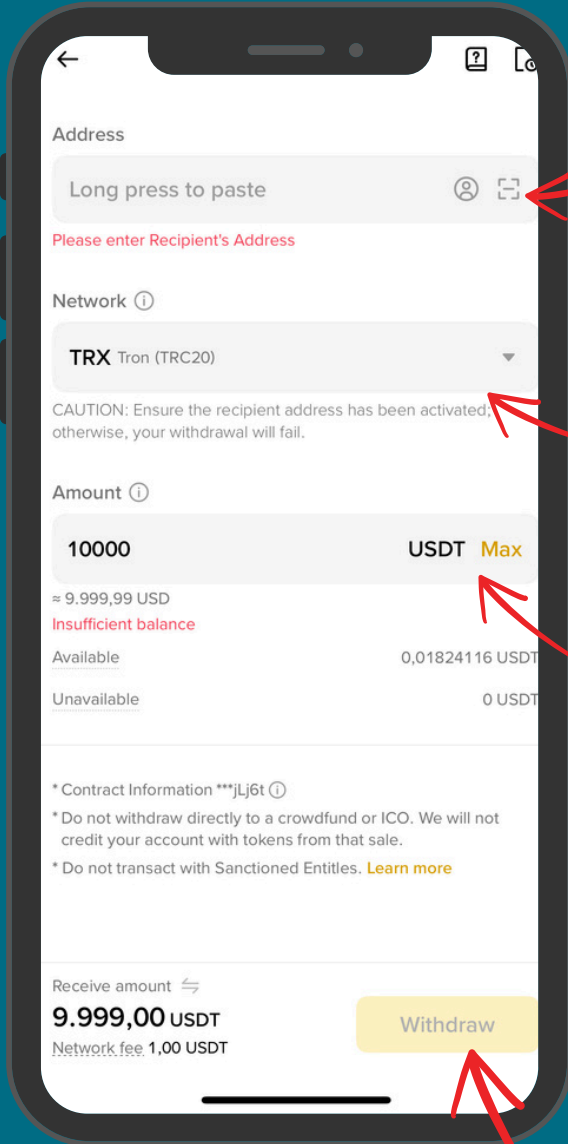 Address
Long press to paste
Please enter Recipient's Address
Network
TRX Tron (TRC20)
CAUTION: Ensure the recipient address has been activated;
otherwise, your withdrawal will fail.
Amount
10000 USDT Max
≈ 9.999,99 USD
Insufficient balance
Available 0,01824116 USDT
Unavailable 0 USDT
* Contract Information ***jLj6t
* Do not withdraw directly to a crowdfund or ICO. We will not
credit your account with tokens from that sale.
* Do not transact with Sanctioned Entitles. Learn more
Receive amount
9.999,00 USDT
Withdraw
Network fee 1,00 USDT